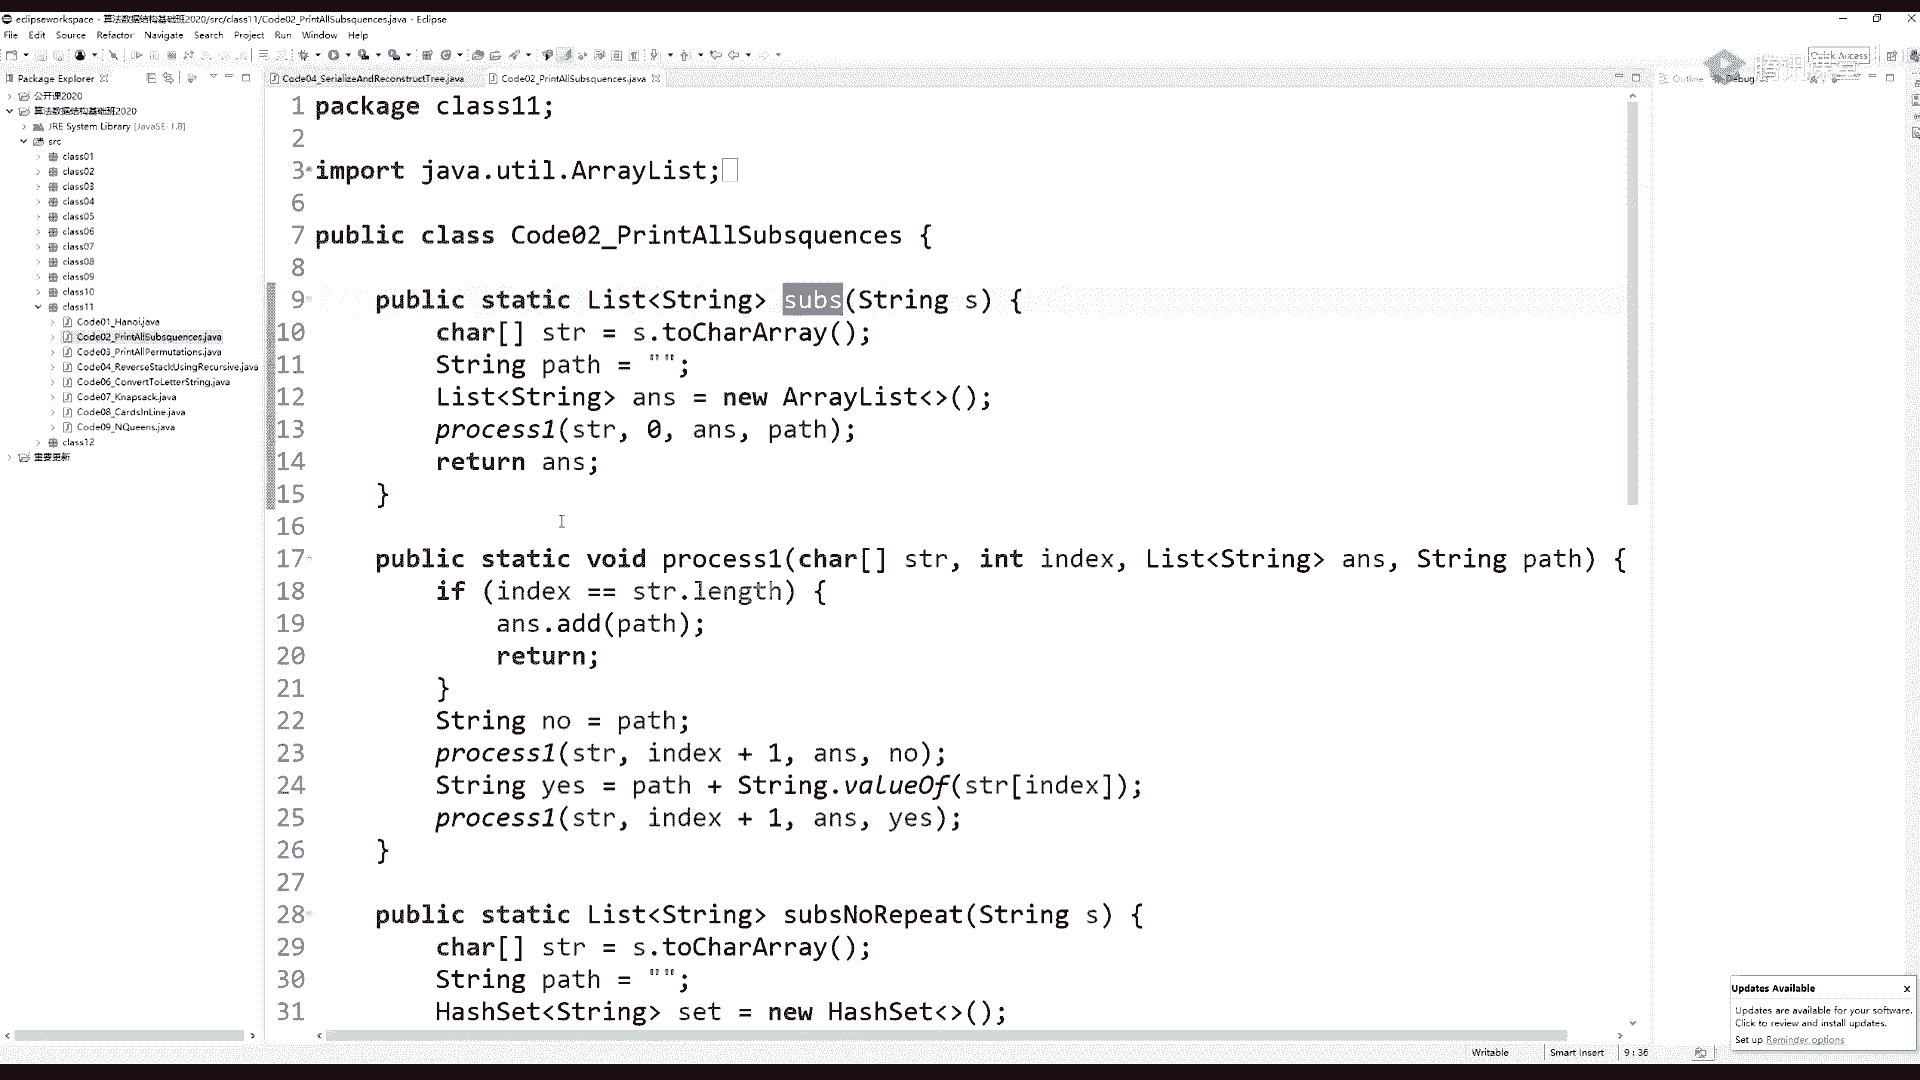 eclipseworkspace - 算法数据结构基础班2020/src/class11/Code02_PrintAllSubsquences.java - Eclipse
File Edit Source Refactor Navigate Search Project Run Window Help
Quick Access
腾讯课堂
Package Explorer
Code04_SerializeAndReconstructTree.java
Code02_PrintAllSubsquences.java
Outline
Debug
公开课2020
算法数据结构基础班2020
JRE System Library [JavaSE-1.8]
src
class01
class02
class03
class04
class05
class06
class07
class08
class09
class10
class11
Code01_Hanoi.java
Code02_PrintAllSubsquences.java
Code03_PrintAllPermutations.java
Code04_ReverseStackUsingRecursive.java
Code06_ConvertToLetterString.java
Code07_Knapsack.java
Code08_CardsInLine.java
Code09_NQueens.java
class12
重要更新
1 package class11;
2
3 import java.util.ArrayList;
6
7 public class Code02_PrintAllSubsquences {
8
9 public static List<String> subs(String s) {
10 char[] str = s.toCharArray();
11 String path = "";
12 List<String> ans = new ArrayList<>();
13 process1(str, 0, ans, path);
14 return ans;
15 }
16
17 public static void process1(char[] str, int index, List<String> ans, String path) {
18 if (index == str.length) {
19 ans.add(path);
20 return;
21 }
22 String no = path;
23 process1(str, index + 1, ans, no);
24 String yes = path + String.valueOf(str[index]);
25 process1(str, index + 1, ans, yes);
26 }
27
28 public static List<String> subsNoRepeat(String s) {
29 char[] str = s.toCharArray();
30 String path = "";
31 HashSet<String> set = new HashSet<>();
Updates Available
Updates are available for your software.
Click to review and install updates.
Set up Reminder options
Writable Smart Insert 9 : 36